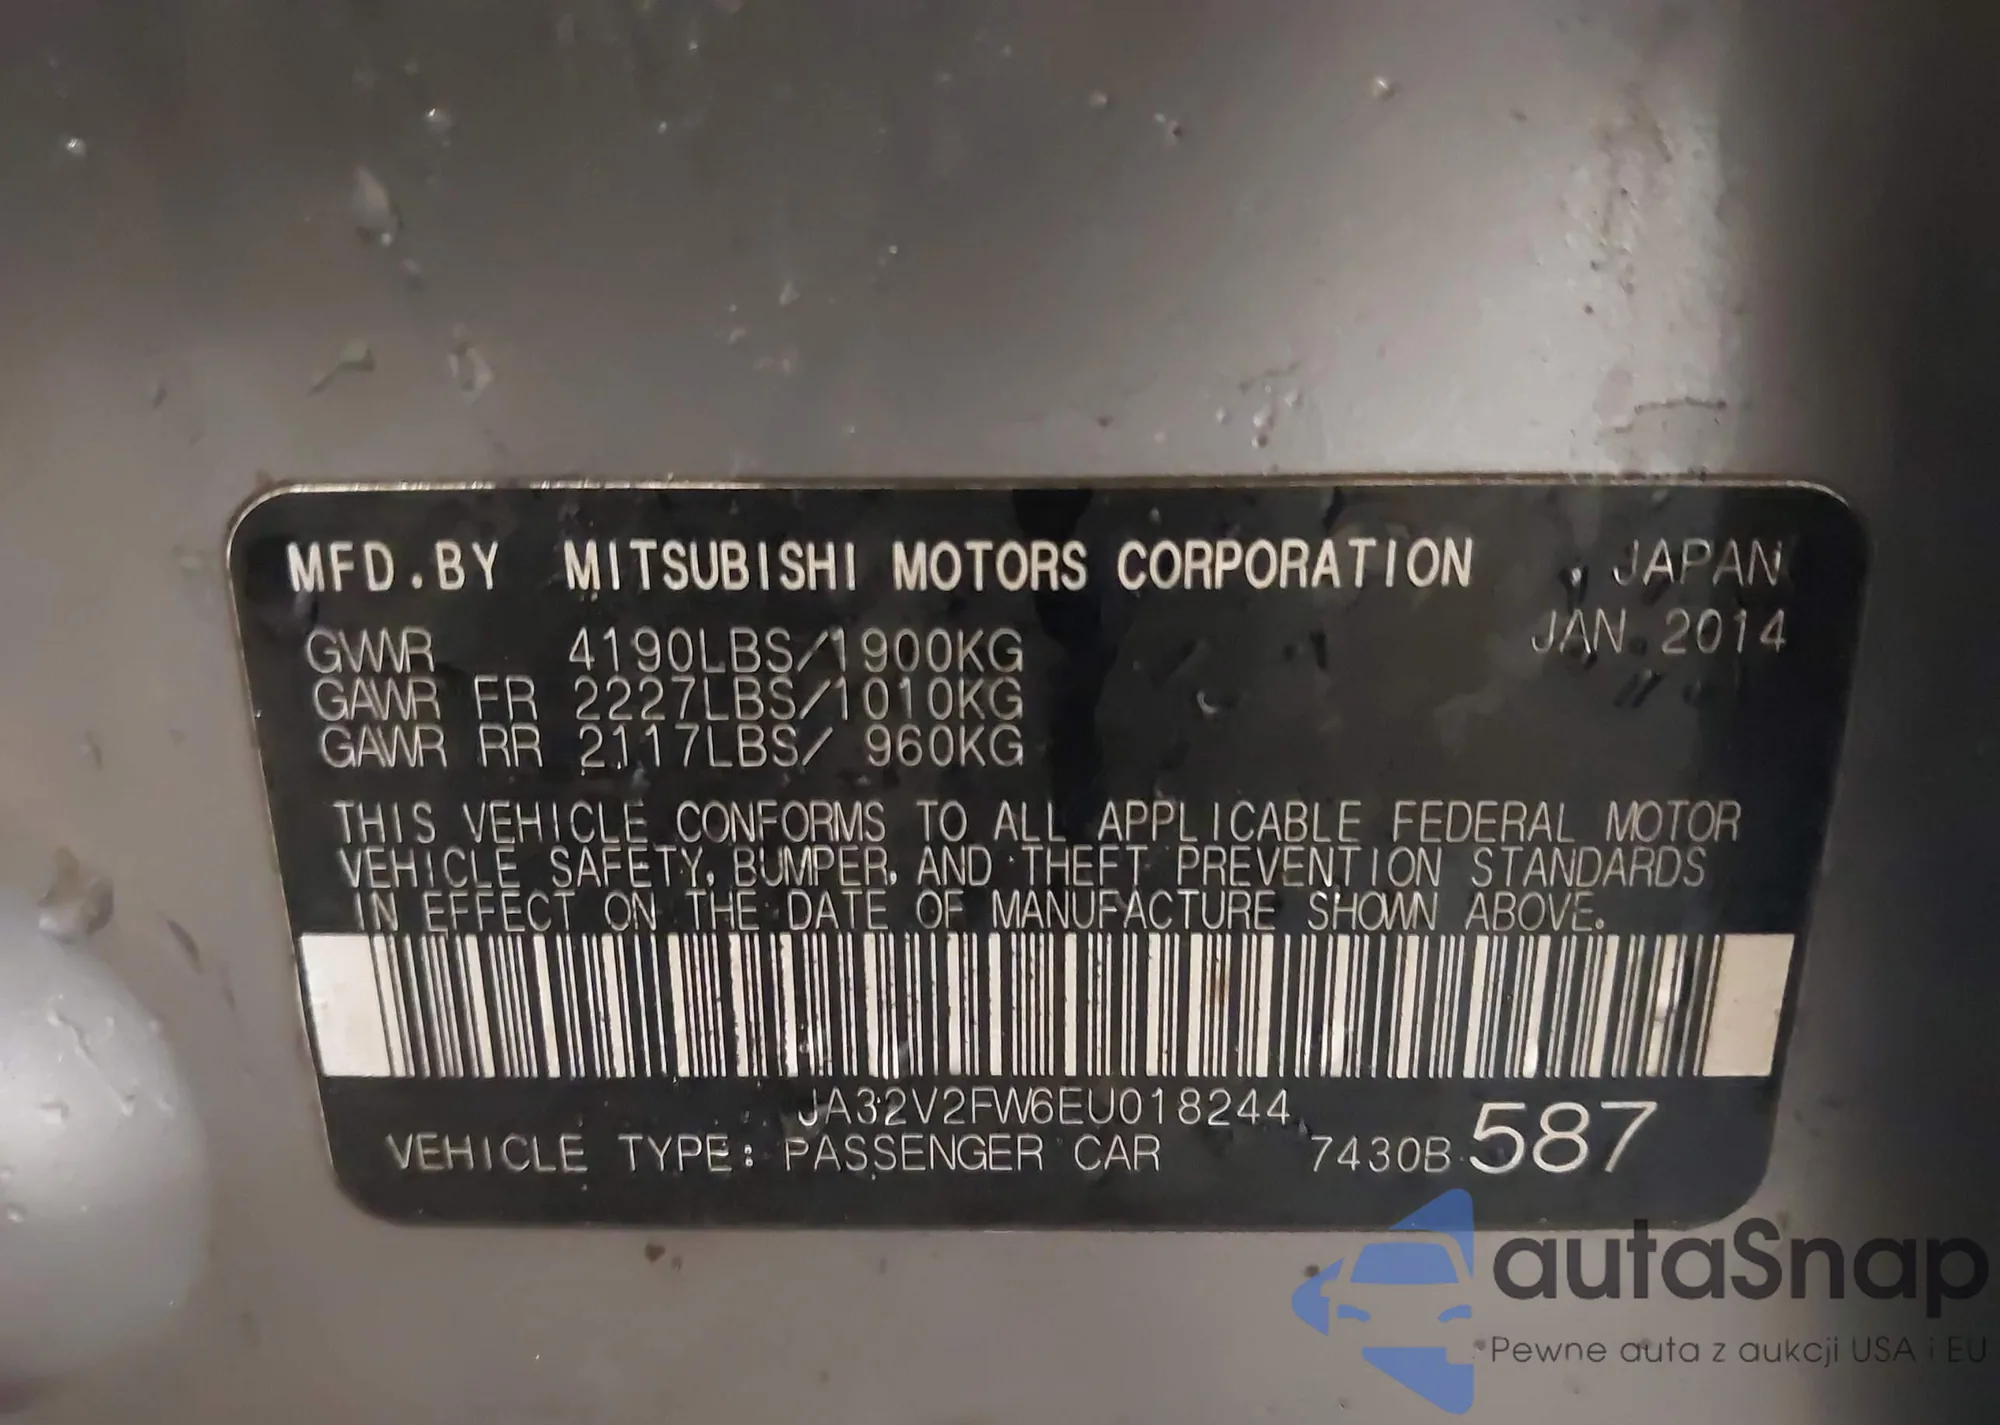 MFD.BY MITSUBISHI MOTORS CORPORATION JAPAN
JAN.2014
GVWR 4190LBS/1900KG
GAWR FR 2227LBS/1010KG
GAWR RR 2117LBS/ 960KG
THIS VEHICLE CONFORMS TO ALL APPLICABLE FEDERAL MOTOR
VEHICLE SAFETY, BUMPER, AND THEFT PREVENTION STANDARDS
IN EFFECT ON THE DATE OF MANUFACTURE SHOWN ABOVE.
JA32V2FW6EU018244
VEHICLE TYPE: PASSENGER CAR 7430B 587
autaSnap
Pewne auta z aukcji USA i EU